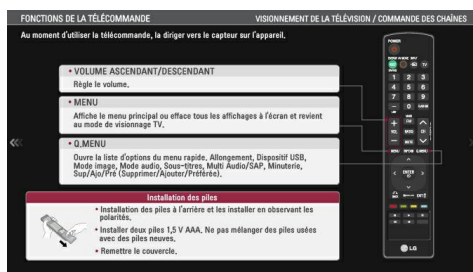 FONCTIONS DE LA TÉLÉCOMMANDE
VISIONNEMENT DE LA TÉLÉVISION / COMMANDE DES CHAÎNES
Au moment d'utiliser la télécommande, la diriger vers le capteur sur l'appareil.
• VOLUME ASCENDANT/DESCENDANT
Règle le volume.
• MENU
Affiche le menu principal ou efface tous les affichages à l'écran et revient
au mode de visionnage TV.
• Q.MENU
Ouvre la liste d'options du menu rapide, Allongement, Dispositif USB,
Mode image, Mode audio, Sous-titres, Multi Audio/SAP, Minuterie,
Sup/Ajo/Pré (Supprimer/Ajouter/Préférée).
Installation des piles
• Installation des piles à l'arrière et les installer en observant les
polarités.
• Installer deux piles 1,5 V AAA. Ne pas mélanger des piles usées
avec des piles neuves.
• Remettre le couvercle.
POWER
TV
1 2 3
4 5 6
7 8 9
0
VOL
CH
MENU
Q.MENU
ENTER
EXIT
LG